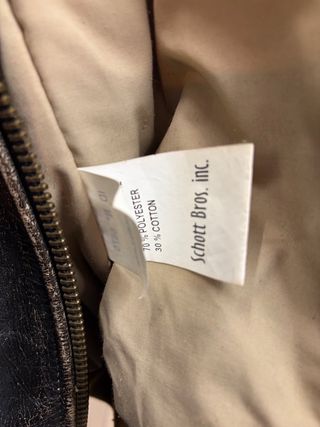 Schott Bros. inc.
70 % POLYESTER
30 % COTTON